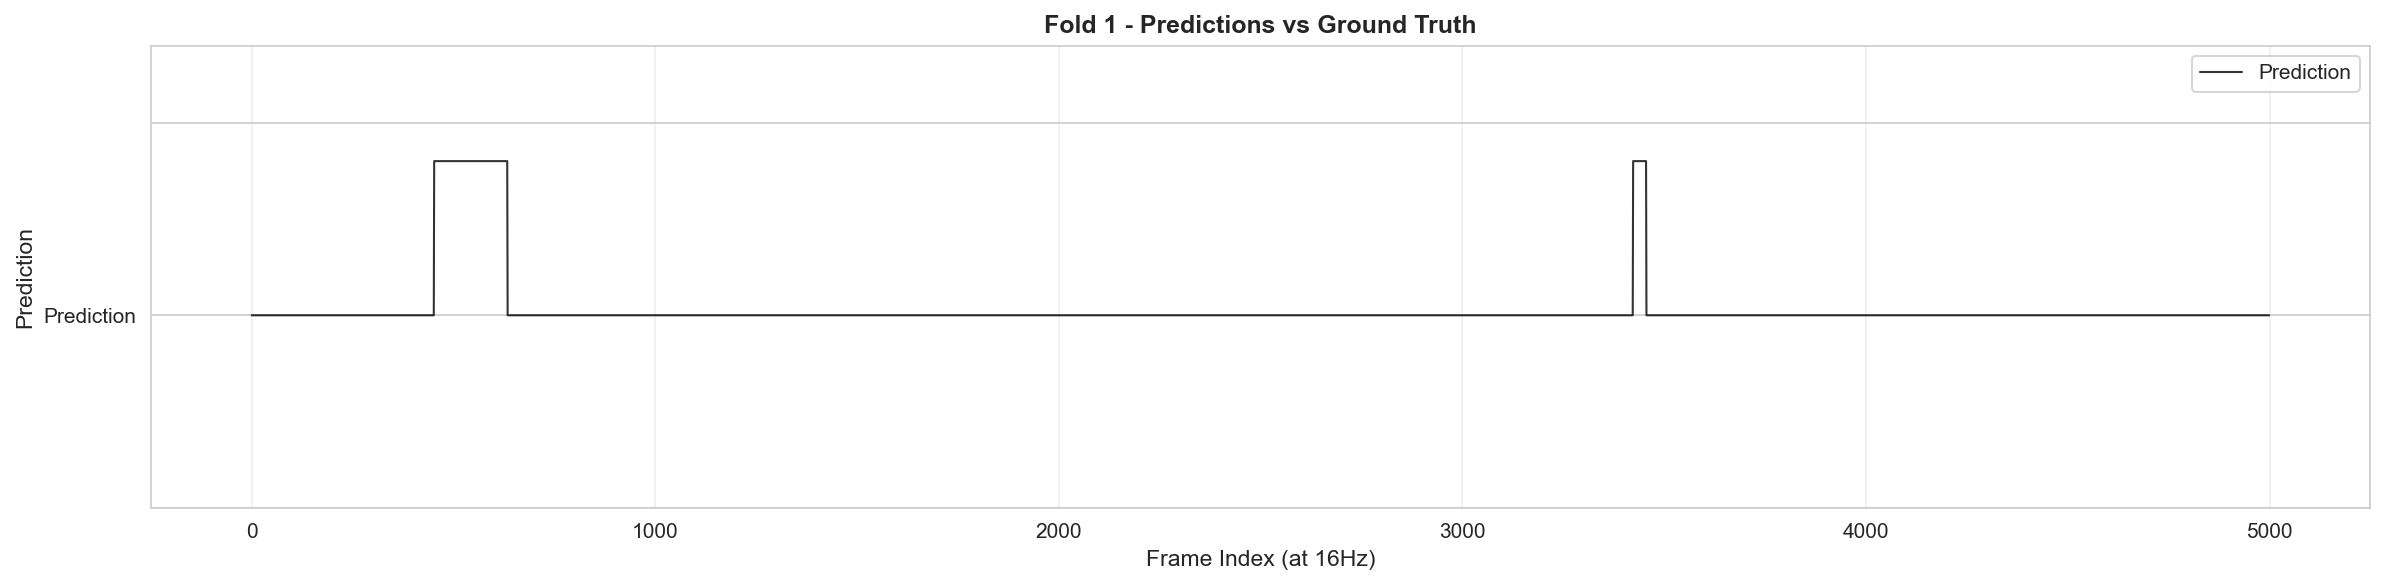 Fold 1 - Predictions vs Ground Truth
Prediction
Prediction
Prediction
0 1000 2000 3000 4000 5000
Frame Index (at 16Hz)